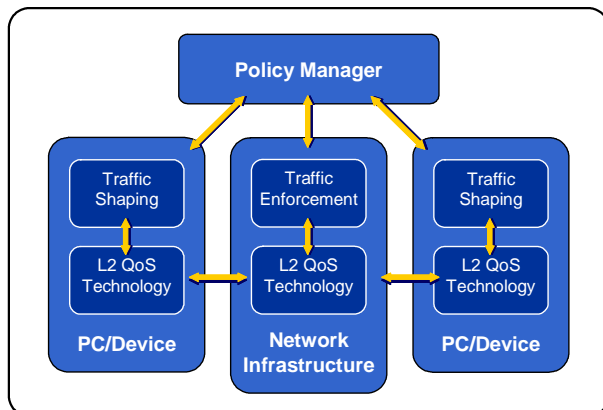 Policy Manager
Traffic
Shaping
Traffic
Enforcement
Traffic
Shaping
L2 QoS
Technology
L2 QoS
Technology
L2 QoS
Technology
PC/Device
Network
Infrastructure
PC/Device